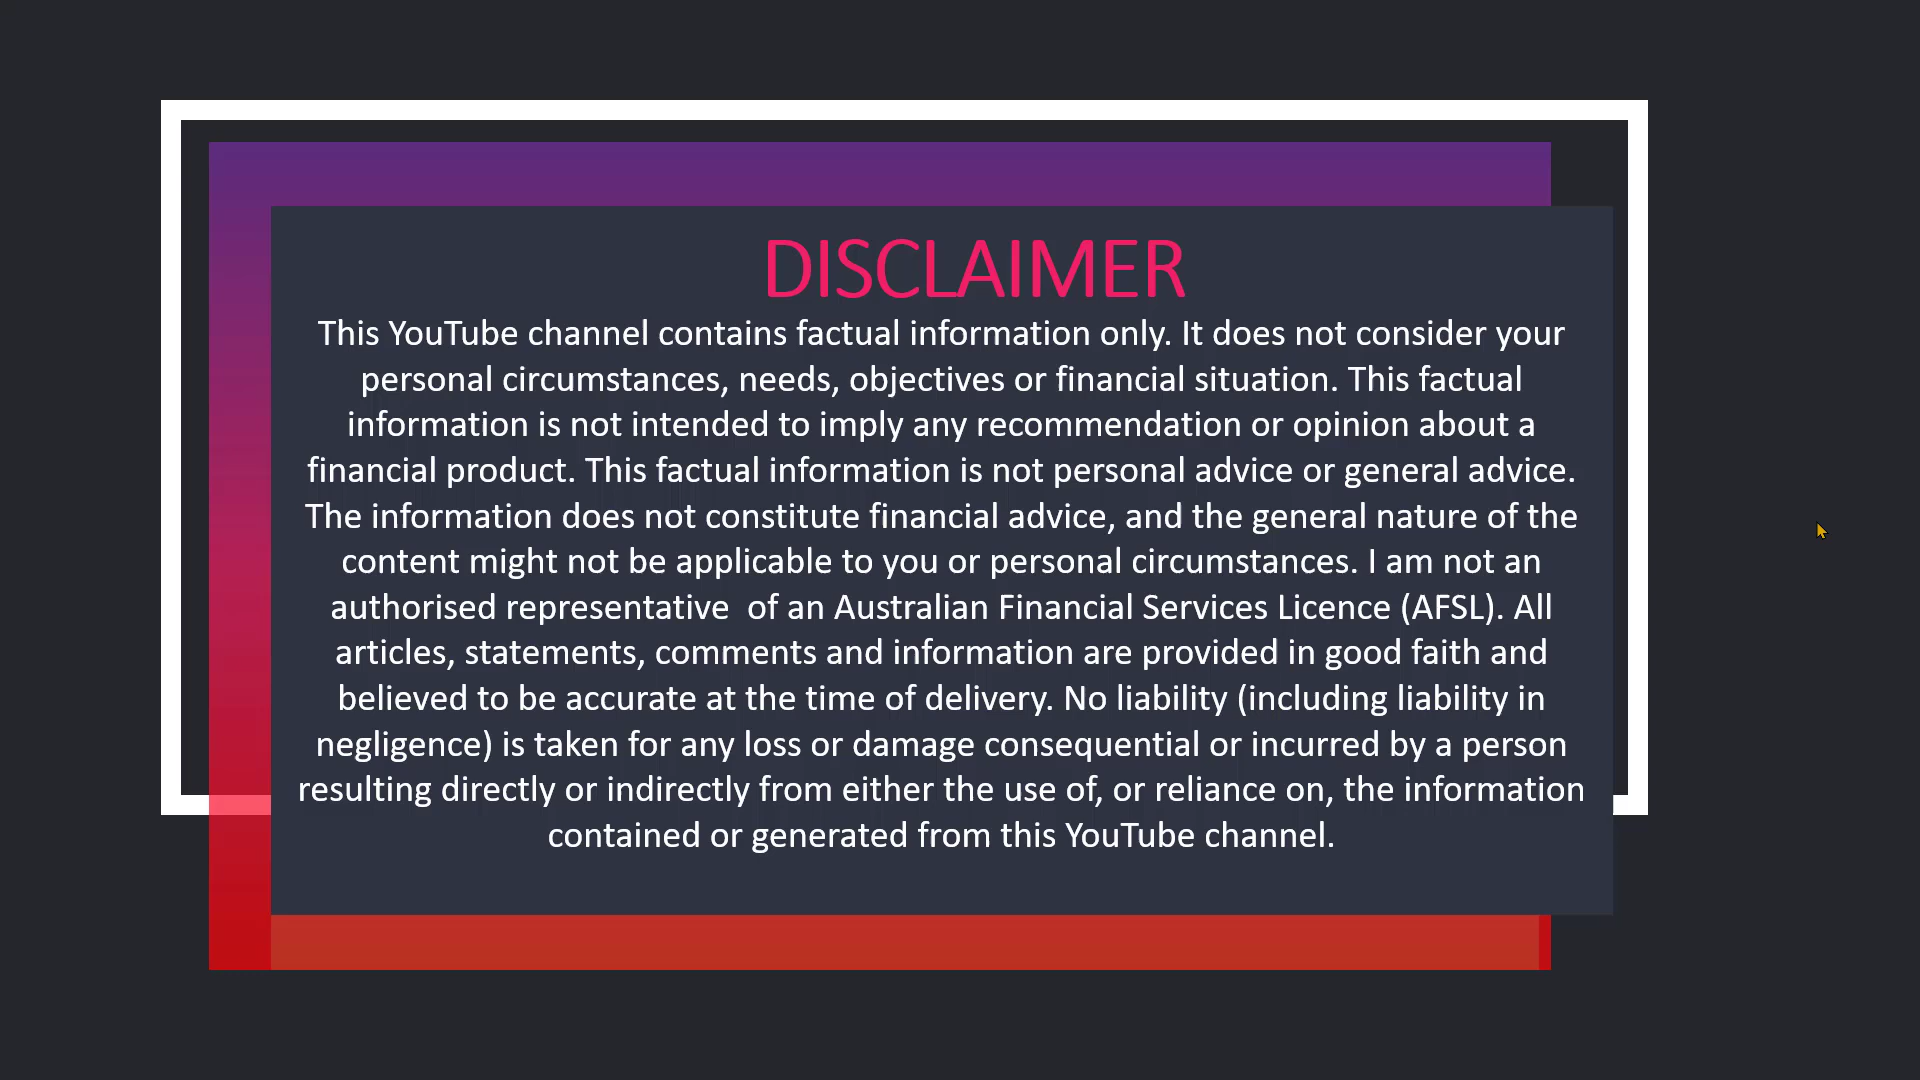 DISCLAIMER
This YouTube channel contains factual information only. It does not consider your
personal circumstances, needs, objectives or financial situation. This factual
information is not intended to imply any recommendation or opinion about a
financial product. This factual information is not personal advice or general advice.
The information does not constitute financial advice, and the general nature of the
content might not be applicable to you or personal circumstances. I am not an
authorised representative  of an Australian Financial Services Licence (AFSL). All
articles, statements, comments and information are provided in good faith and
believed to be accurate at the time of delivery. No liability (including liability in
negligence) is taken for any loss or damage consequential or incurred by a person
resulting directly or indirectly from either the use of, or reliance on, the information
contained or generated from this YouTube channel.